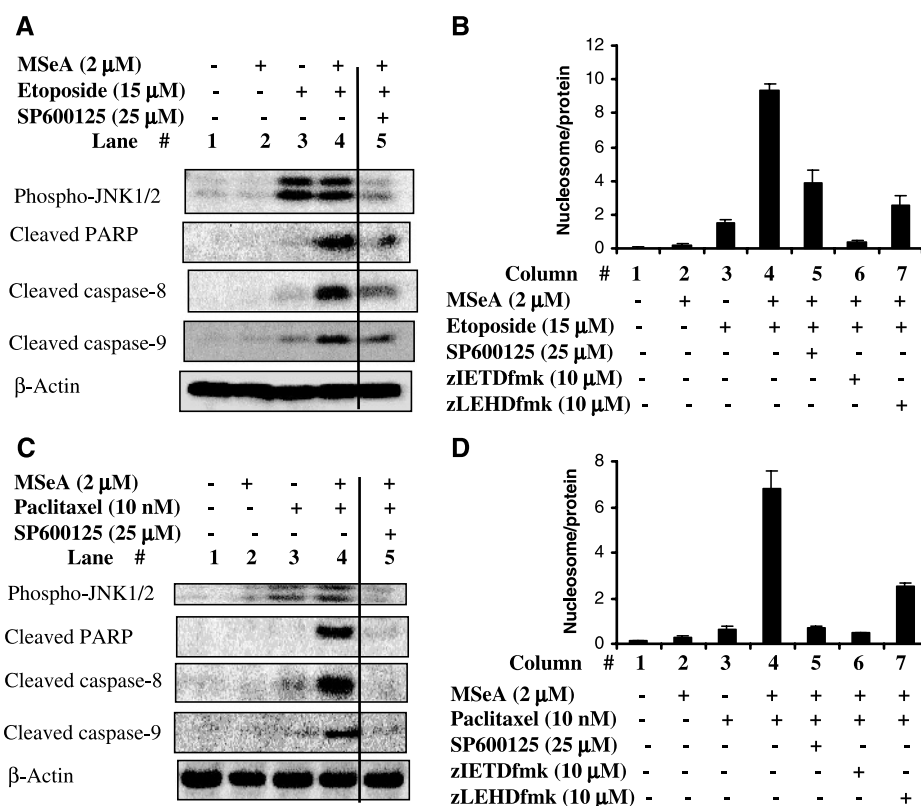 A
MSeA (2 μM) - + - + +
Etoposide (15 μM) - - + + +
SP600125 (25 μM) - - - - +
Lane # 1 2 3 4 5
Phospho-JNK1/2
Cleaved PARP
Cleaved caspase-8
Cleaved caspase-9
β-Actin
B
Nucleosome/protein
12
10
8
6
4
2
0
Column # 1 2 3 4 5 6 7
MSeA (2 μM) - + - + + + +
Etoposide (15 μM) - - + + + + +
SP600125 (25 μM) - - - - + - -
zIETDfmk (10 μM) - - - - - + -
zLEHDfmk (10 μM) - - - - - - +
C
MSeA (2 μM) - + - + +
Paclitaxel (10 nM) - - + + +
SP600125 (25 μM) - - - - +
Lane # 1 2 3 4 5
Phospho-JNK1/2
Cleaved PARP
Cleaved caspase-8
Cleaved caspase-9
β-Actin
D
Nucleosome/protein
8
6
4
2
0
Column # 1 2 3 4 5 6 7
MSeA (2 μM) - + - + + + +
Paclitaxel (10 nM) - - + + + + +
SP600125 (25 μM) - - - - + - -
zIETDfmk (10 μM) - - - - - + -
zLEHDfmk (10 μM) - - - - - - +